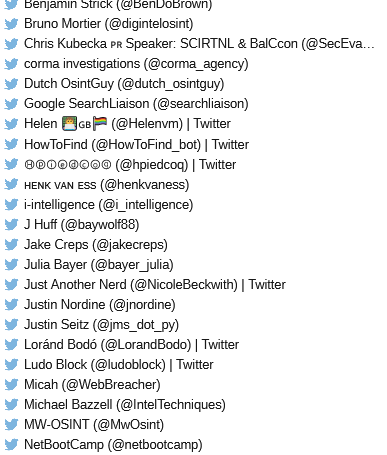 Benjamin Strick (@BenDoBrown)
Bruno Mortier (@digintelosint)
Chris Kubecka ᴘʀ Speaker: SCIRTNL & BalCcon (@SecEva...
corma investigations (@corma_agency)
Dutch OsintGuy (@dutch_osintguy)
Google SearchLiaison (@searchliaison)
Helen 👩‍💻🇬🇧🏳️‍🌈 (@Helenvm) | Twitter
HowToFind (@HowToFind_bot) | Twitter
ⓗⓟⓘⓔⓓⓒⓞⓠ (@hpiedcoq) | Twitter
ʜᴇɴᴋ ᴠᴀɴ ᴇss (@henkvaness)
i-intelligence (@i_intelligence)
J Huff (@baywolf88)
Jake Creps (@jakecreps)
Julia Bayer (@bayer_julia)
Just Another Nerd (@NicoleBeckwith) | Twitter
Justin Nordine (@jnordine)
Justin Seitz (@jms_dot_py)
Loránd Bodó (@LorandBodo) | Twitter
Ludo Block (@ludoblock) | Twitter
Micah (@WebBreacher)
Michael Bazzell (@IntelTechniques)
MW-OSINT (@MwOsint)
NetBootCamp (@netbootcamp)